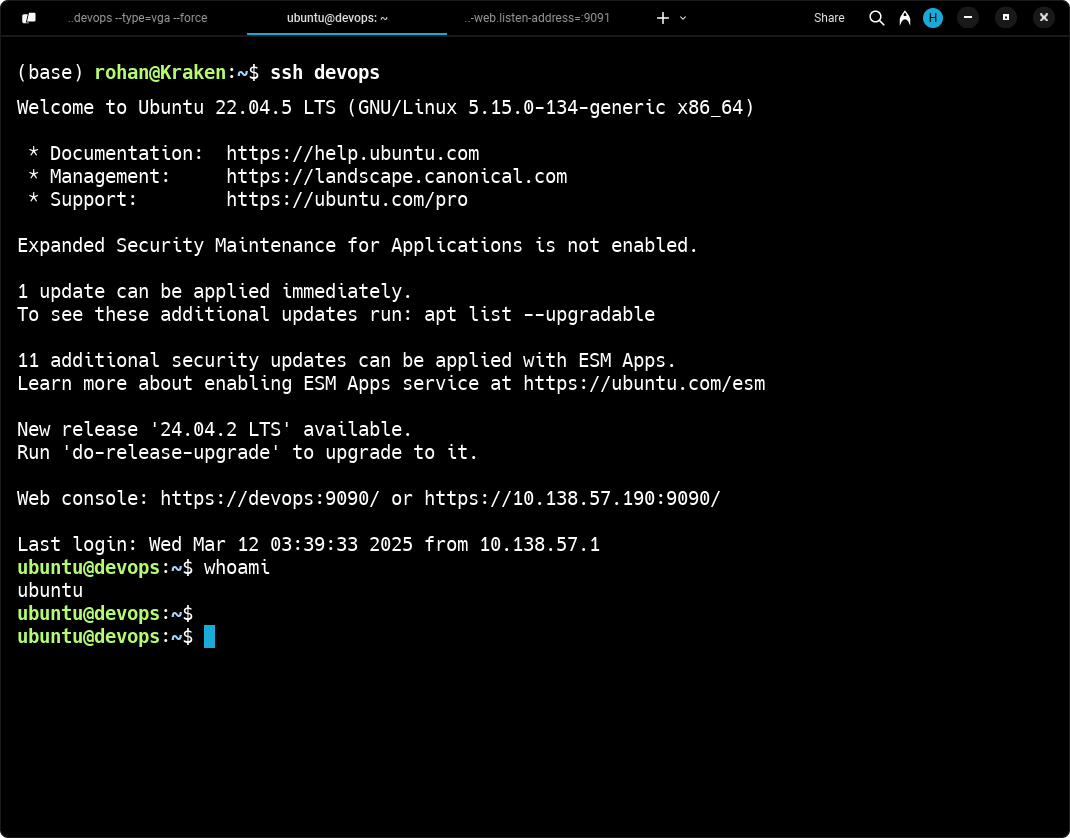 ..devops --type=vga --force
ubuntu@devops: ~
..-web.listen-address=:9091
Share
H
(base) rohan@Kraken:~$ ssh devops
Welcome to Ubuntu 22.04.5 LTS (GNU/Linux 5.15.0-134-generic x86_64)
* Documentation:  https://help.ubuntu.com
* Management:     https://landscape.canonical.com
* Support:        https://ubuntu.com/pro
Expanded Security Maintenance for Applications is not enabled.
1 update can be applied immediately.
To see these additional updates run: apt list --upgradable
11 additional security updates can be applied with ESM Apps.
Learn more about enabling ESM Apps service at https://ubuntu.com/esm
New release '24.04.2 LTS' available.
Run 'do-release-upgrade' to upgrade to it.
Web console: https://devops:9090/ or https://10.138.57.190:9090/
Last login: Wed Mar 12 03:39:33 2025 from 10.138.57.1
ubuntu@devops:~$ whoami
ubuntu
ubuntu@devops:~$
ubuntu@devops:~$